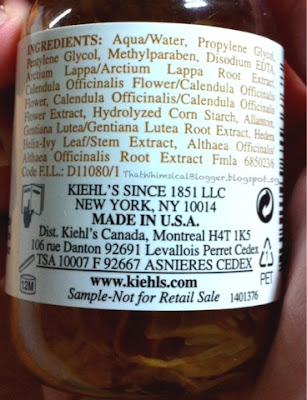 INGREDIENTS: Aqua/Water, Propylene Glycol,
Pentylene Glycol, Methylparaben, Disodium EDTA,
Arctium Lappa/Arctium Lappa Root Extract,
Calendula Officinalis Flower/Calendula Officinalis
Flower, Calendula Officinalis/Calendula Officinalis
Flower Extract, Hydrolyzed Corn Starch, Allantoin,
Gentiana Lutea/Gentiana Lutea Root Extract, Hedera
Helix-Ivy Leaf/Stem Extract, Althaea Officinalis/
Althaea Officinalis Root Extract Fmla 685023
Code F.I.L.: D11080/1
ThatWhimsicalBlogger.blogspot.sg
KIEHL'S SINCE 1851 LLC
NEW YORK, NY 10014
MADE IN U.S.A.
Dist. Kiehl's Canada, Montreal H4T 1K5
106 rue Danton 92691 Levallois Perret Cedex
TSA 10007 F 92667 ASNIERES CEDEX
www.kiehls.com
Sample-Not for Retail Sale 1401376
12M
PET